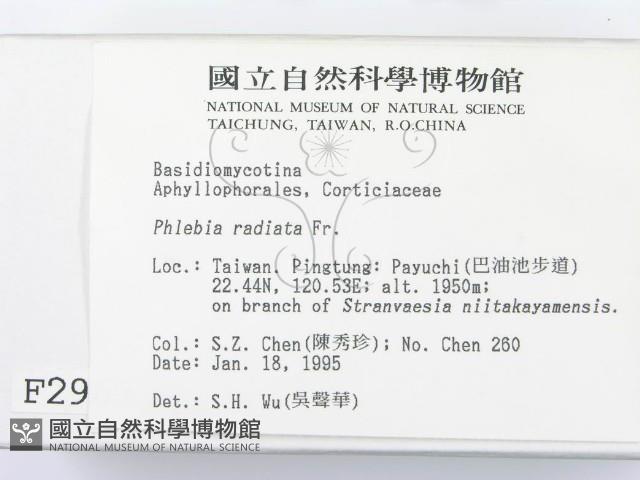 國立自然科學博物館
NATIONAL MUSEUM OF NATURAL SCIENCE
TAICHUNG, TAIWAN, R.O.CHINA
Basidiomycotina
Aphyllophorales, Corticiaceae
Phlebia radiata Fr.
Loc.: Taiwan. Pingtung: Payuchi(巴油池步道)
22.44N, 120.53E; alt. 1950m;
on branch of Stranvaesia niitakayamensis.
Col.: S.Z. Chen(陳秀珍); No. Chen 260
Date: Jan. 18, 1995
F29
Det.: S.H. Wu(吳聲華)
國立自然科學博物館
NATIONAL MUSEUM OF NATURAL SCIENCE